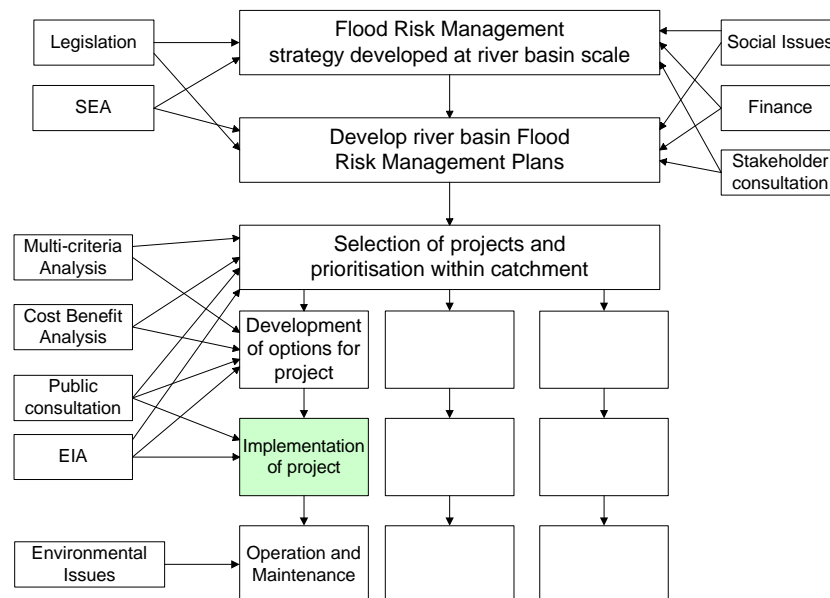 Legislation
Flood Risk Management
strategy developed at river basin scale
Social Issues
SEA
Finance
Develop river basin Flood
Risk Management Plans
Stakeholder
consultation
Multi-criteria
Analysis
Selection of projects and
prioritisation within catchment
Cost Benefit
Analysis
Development
of options for
project
Public
consultation
EIA
Implementation
of project
Environmental
Issues
Operation and
Maintenance